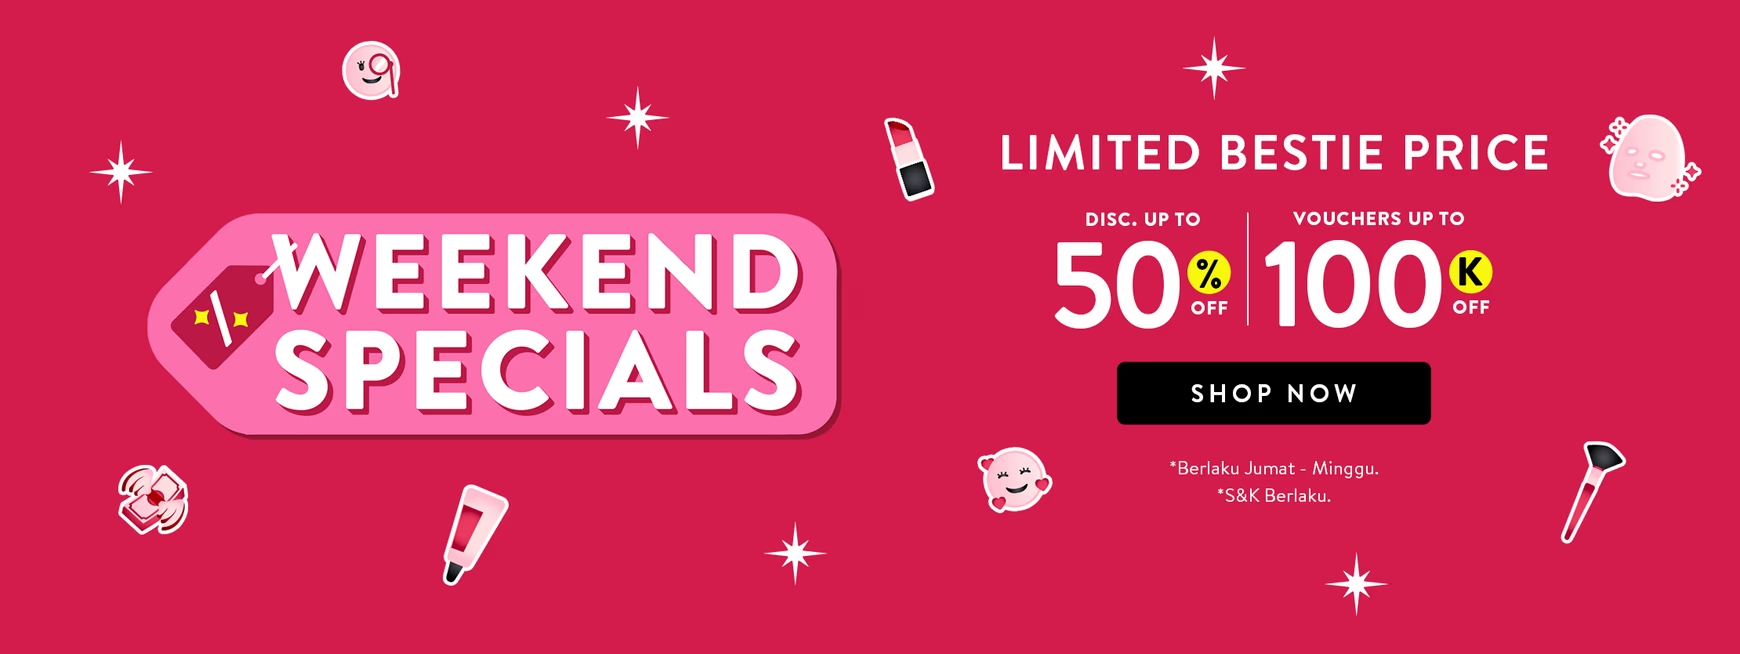 WEEKEND
SPECIALS
LIMITED BESTIE PRICE
DISC. UP TO
50% OFF
VOUCHERS UP TO
100K OFF
SHOP NOW
*Berlaku Jumat - Minggu.
*S&K Berlaku.